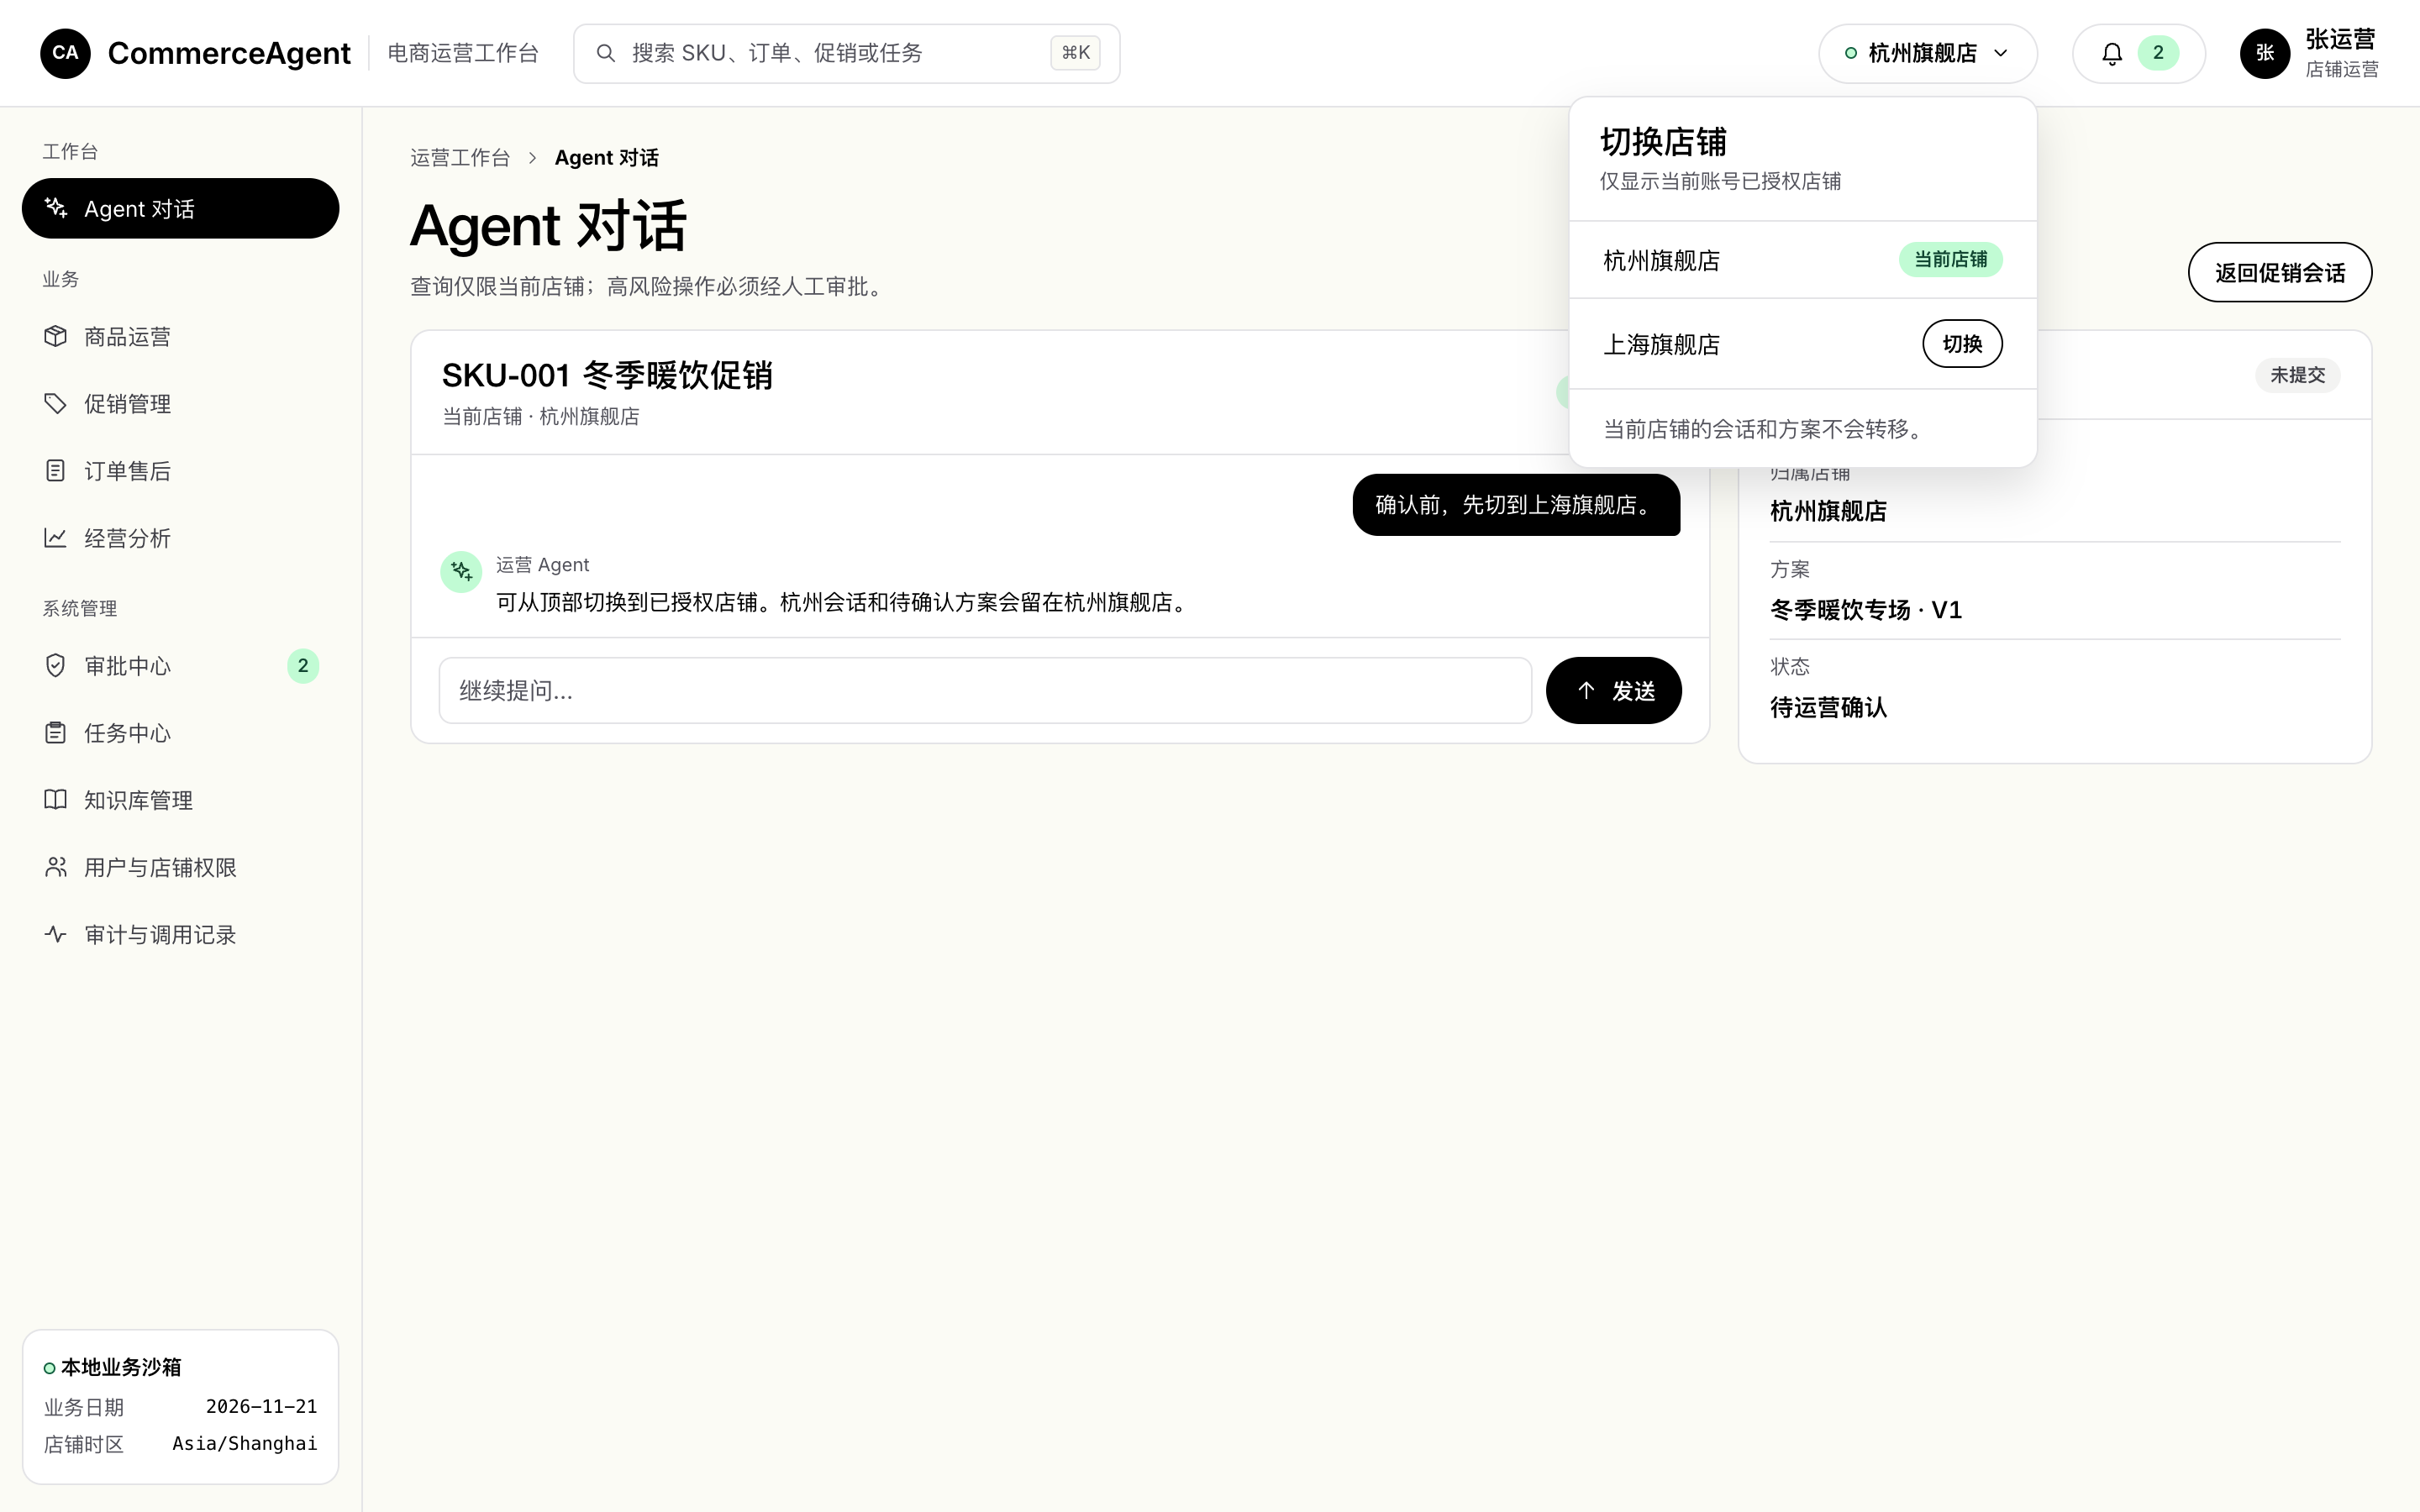 CA CommerceAgent 电商运营工作台
搜索 SKU、订单、促销或任务 ⌘K
杭州旗舰店
2
张 张运营
店铺运营
工作台
Agent 对话
业务
商品运营
促销管理
订单售后
经营分析
系统管理
审批中心 2
任务中心
知识库管理
用户与店铺权限
审计与调用记录
本地业务沙箱
业务日期 2026-11-21
店铺时区 Asia/Shanghai
运营工作台 > Agent 对话
Agent 对话
查询仅限当前店铺；高风险操作必须经人工审批。
返回促销会话
切换店铺
仅显示当前账号已授权店铺
杭州旗舰店 当前店铺
上海旗舰店 切换
当前店铺的会话和方案不会转移。
SKU-001 冬季暖饮促销
当前店铺 · 杭州旗舰店
确认前，先切到上海旗舰店。
运营 Agent
可从顶部切换到已授权店铺。杭州会话和待确认方案会留在杭州旗舰店。
继续提问...
发送
未提交
归属店铺
杭州旗舰店
方案
冬季暖饮专场 · V1
状态
待运营确认